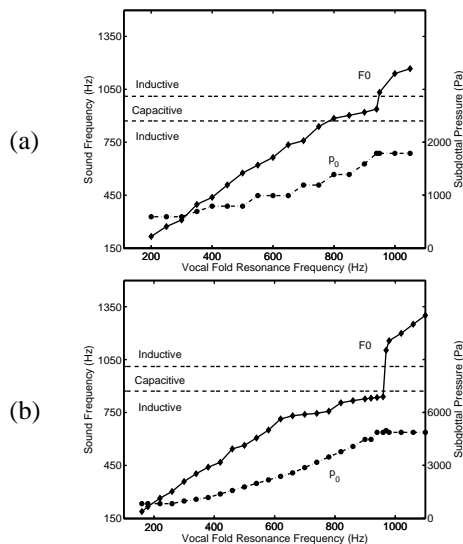 (a)
1350
1050
750
450
150
Sound Frequency (Hz)
Inductive
Capacitive
Inductive
F0
p0
2000
1000
0
Subglottal Pressure (Pa)
200 400 600 800 1000
Vocal Fold Resonance Frequency (Hz)
(b)
1350
1050
750
450
150
Sound Frequency (Hz)
Inductive
Capacitive
Inductive
F0
p0
6000
3000
0
Subglottal Pressure (Pa)
200 400 600 800 1000
Vocal Fold Resonance Frequency (Hz)